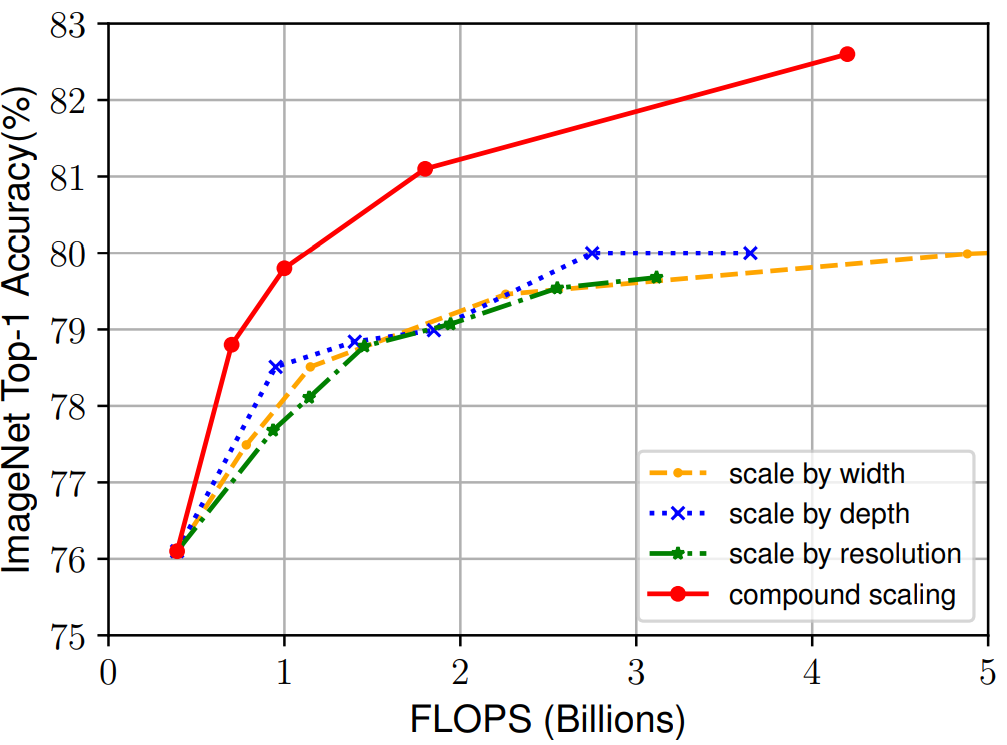 ImageNet Top-1 Accuracy(%)
83
82
81
80
79
78
77
76
75
0 1 2 3 4 5
FLOPS (Billions)
scale by width
scale by depth
scale by resolution
compound scaling